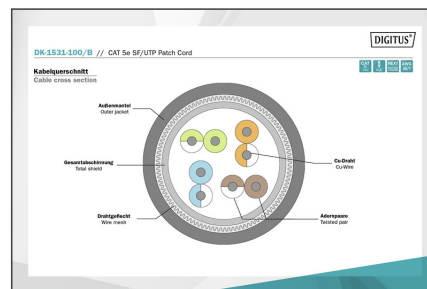 DIGITUS®
DK-1531-100/B // CAT 5e SF/UTP Patch Cord
Kabelquerschnitt
Cable cross section
Außenmantel
Outer jacket
Gesamtabschirmung
Total shield
Drahtgeflecht
Wire mesh
Cu-Draht
Cu-Wire
Aderspaare
Twisted pair